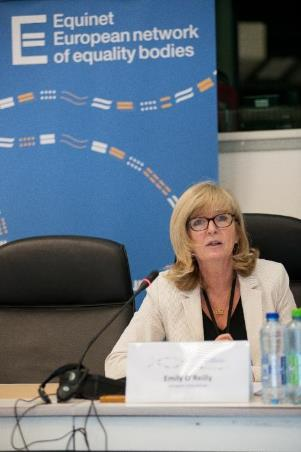 Equinet
European network
of equality bodies
Emily O'Reilly